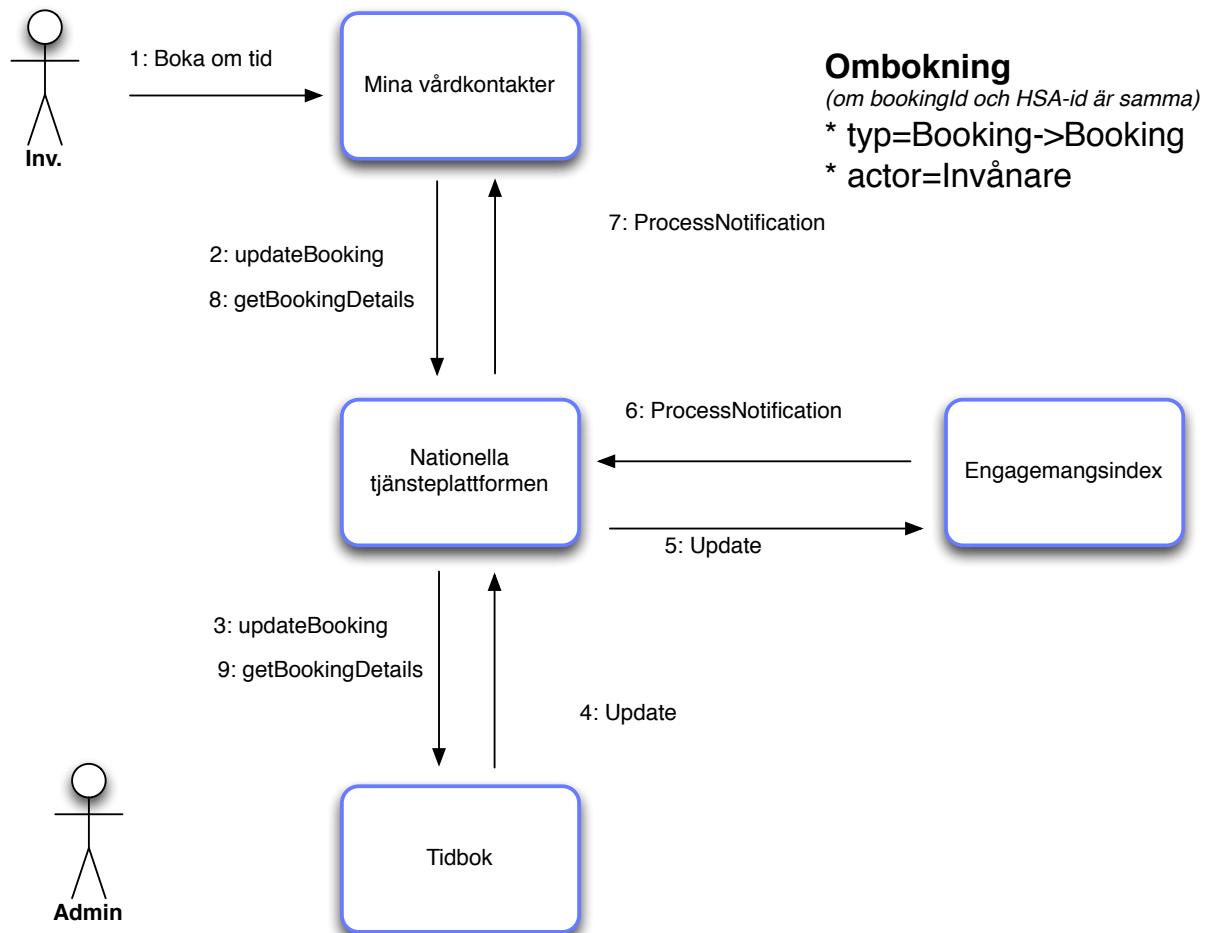 1: Boka om tid
Mina vårdkontakter
Ombokning
(om bookingId och HSA-id är samma)
* typ=Booking->Booking
* actor=Invånare
Inv.
7: ProcessNotification
2: updateBooking
8: getBookingDetails
6: ProcessNotification
Nationella
tjänsteplattformen
Engagemangsindex
5: Update
3: updateBooking
9: getBookingDetails
4: Update
Tidbok
Admin